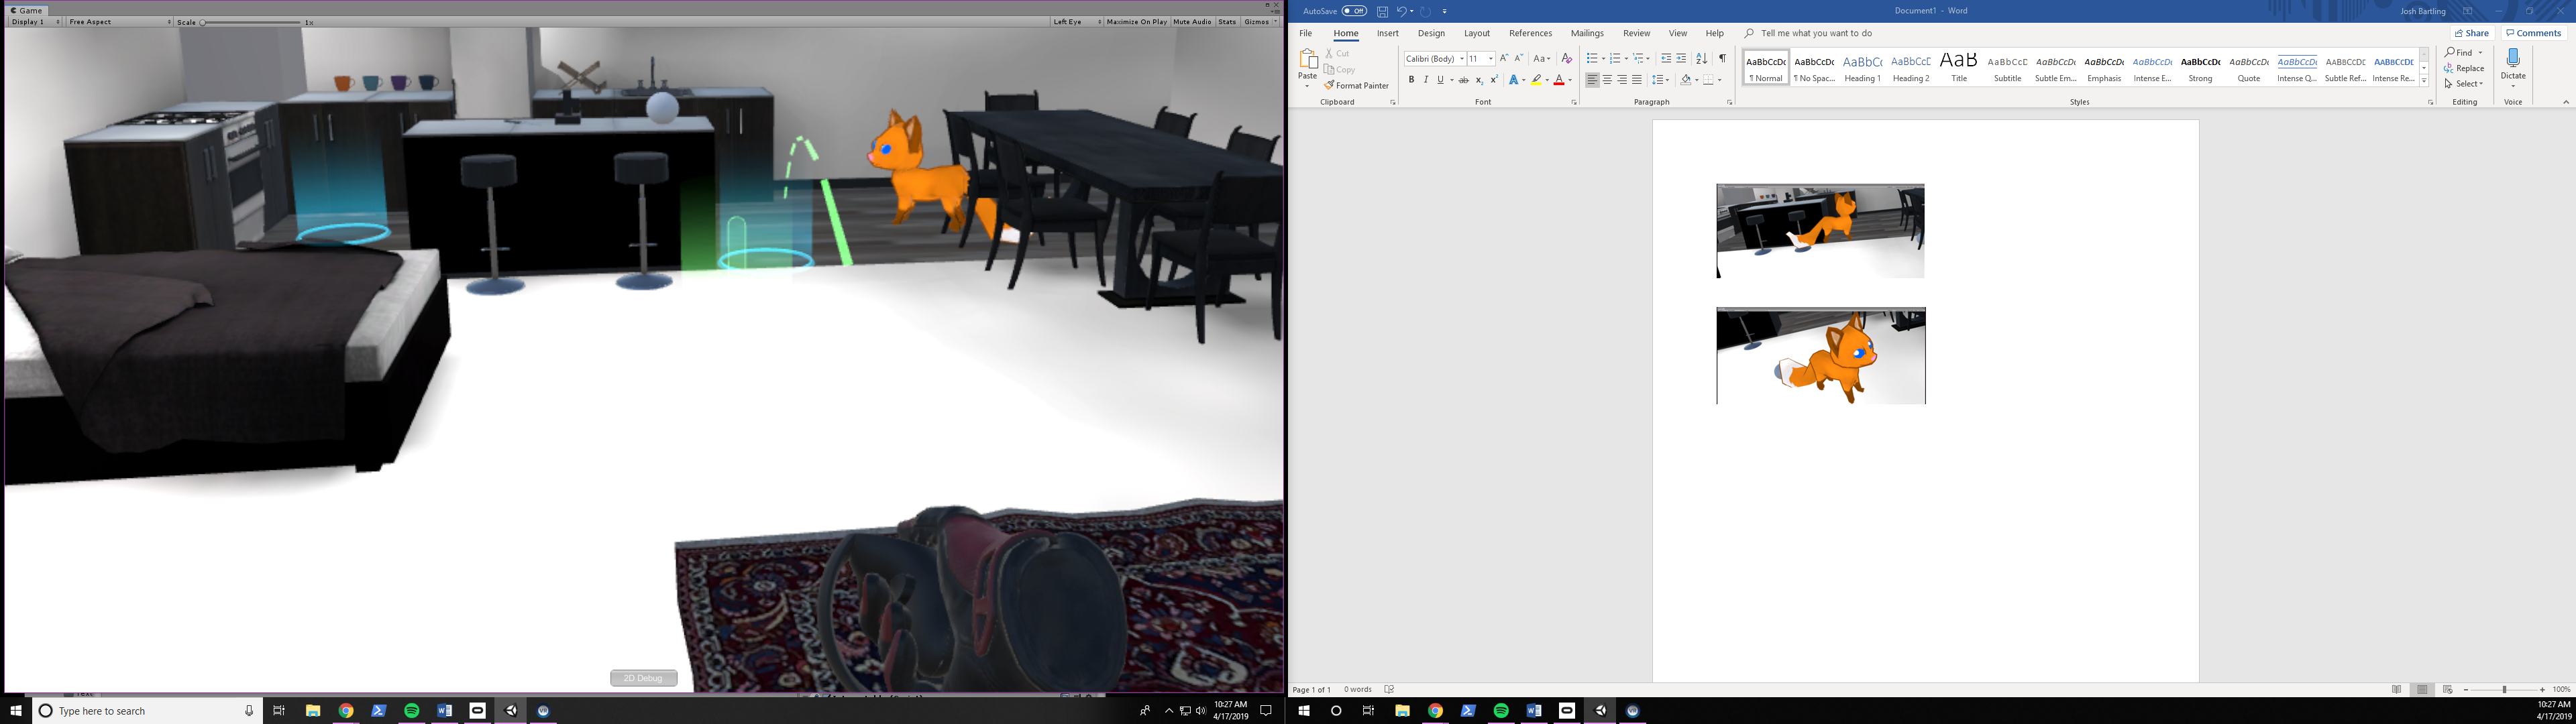 Game
Display 1
Free Aspect
Scale
1x
Left Eye
Maximize On Play
Mute Audio
Stats
Gizmos
2D Debug
Type here to search
10:27 AM
4/17/2019
AutoSave Off
Document1 - Word
Josh Bartling
File Home Insert Design Layout References Mailings Review View Help Tell me what you want to do
Share Comments
Paste
Cut
Copy
Format Painter
Clipboard
Calibri (Body) 11
Font
Paragraph
¶ Normal
¶ No Spac...
Heading 1
Heading 2
Title
Subtitle
Subtle Em...
Emphasis
Intense E...
Strong
Quote
Intense Q...
Subtle Ref...
Intense Re...
Styles
Find
Replace
Select
Editing
Dictate
Voice
Page 1 of 1 0 words
100%
10:27 AM
4/17/2019